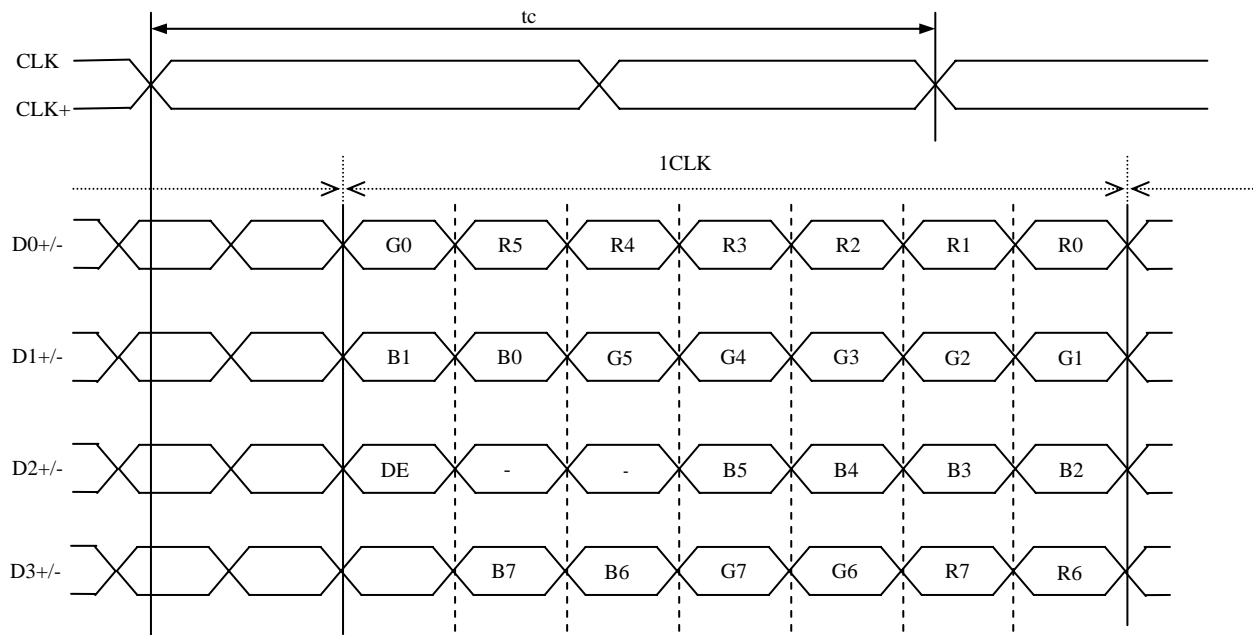 tc
CLK
CLK+
1CLK
D0+/- G0 R5 R4 R3 R2 R1 R0
D1+/- B1 B0 G5 G4 G3 G2 G1
D2+/- DE - - B5 B4 B3 B2
D3+/- B7 B6 G7 G6 R7 R6